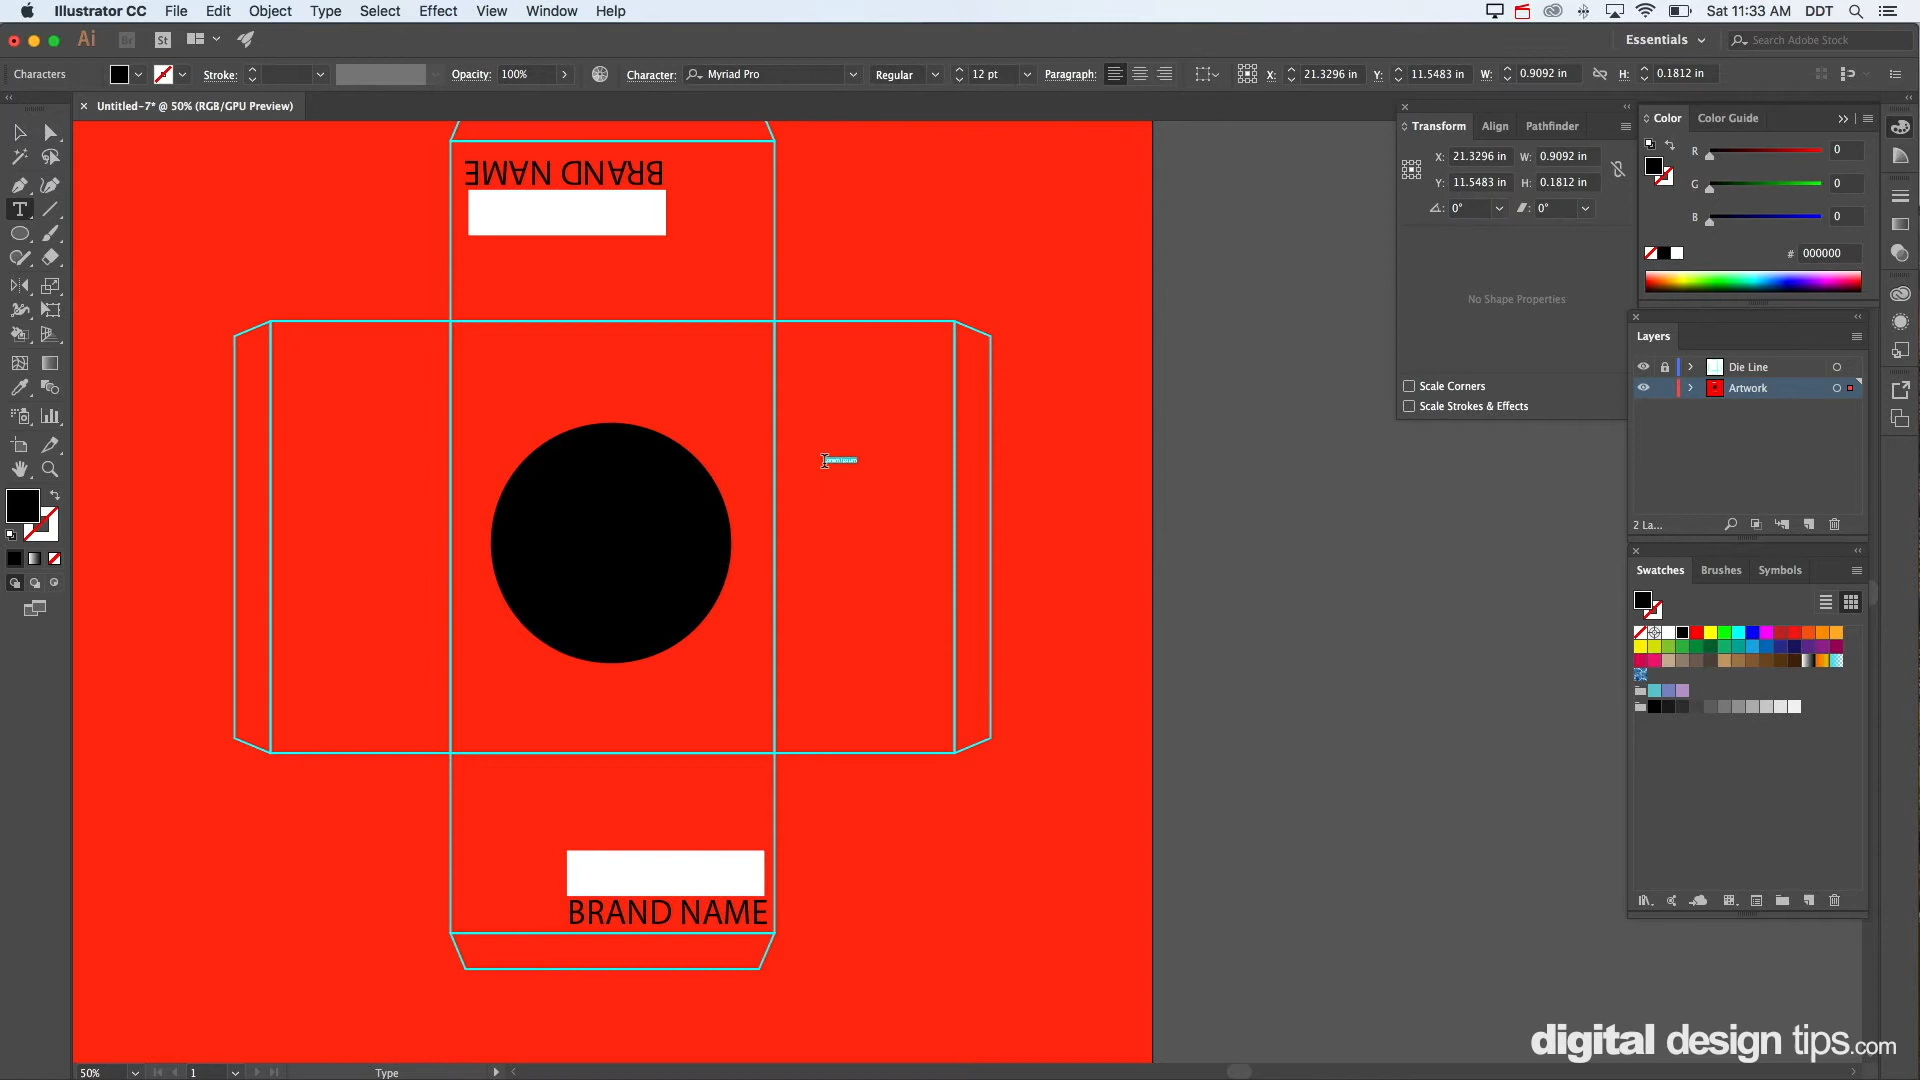 Illustrator CC File Edit Object Type Select Effect View Window Help Sat 11:33 AM DDT
Ai Br St Essentials Search Adobe Stock
Characters Stroke: Opacity: 100% Character: Myriad Pro Regular 12 pt Paragraph: X: 21.3296 in Y: 11.5483 in W: 0.9092 in H: 0.1812 in
Untitled-7* @ 50% (RGB/GPU Preview)
Transform Align Pathfinder
X: 21.3296 in W: 0.9092 in
Y: 11.5483 in H: 0.1812 in
0° 0°
No Shape Properties
Scale Corners
Scale Strokes & Effects
Color Color Guide
R 0
G 0
B 0
# 000000
Layers
Die Line
Artwork
2 La...
Swatches Brushes Symbols
BRAND NAME
BRAND NAME
50% 1 Type
digital design tips.com